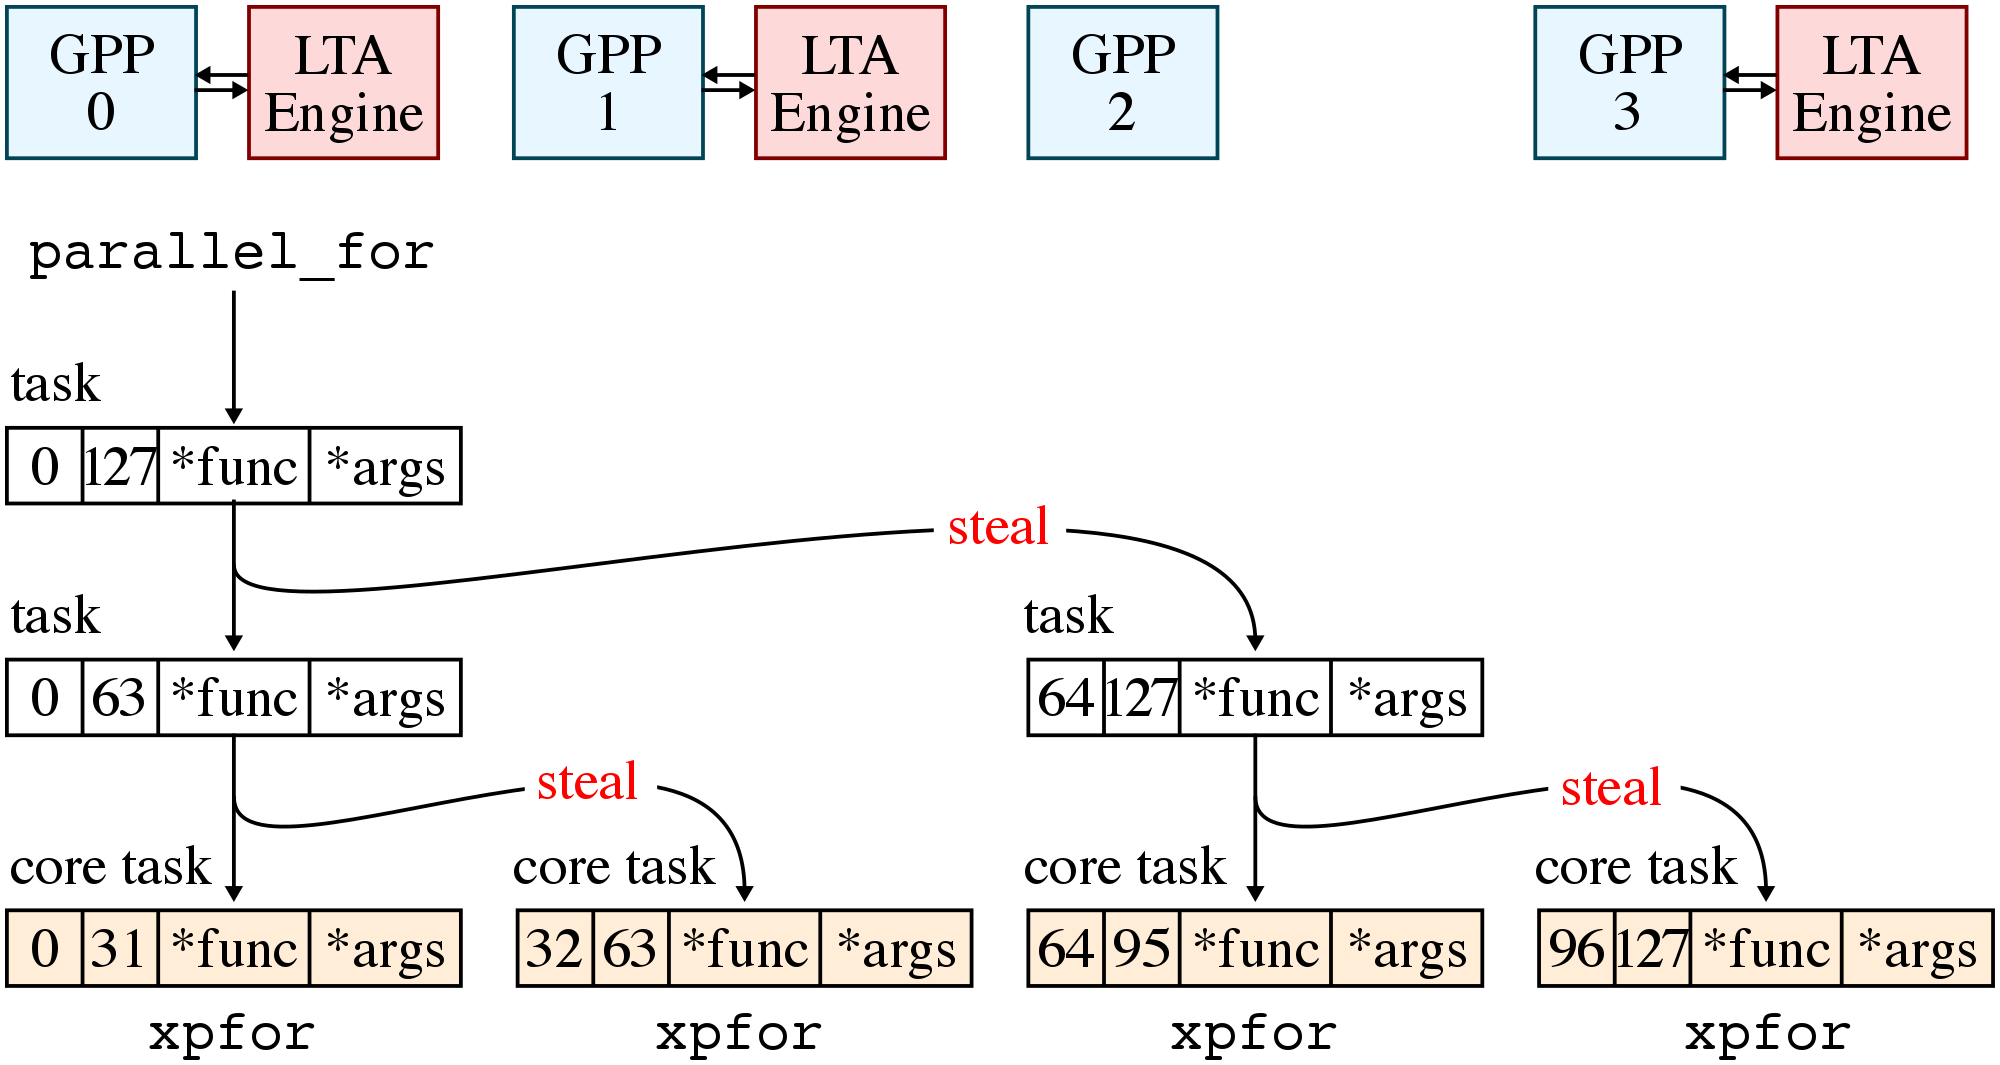 GPP
0
LTA
Engine
GPP
1
LTA
Engine
GPP
2
GPP
3
LTA
Engine
parallel_for
task
0 127 *func *args
steal
task
0 63 *func *args
task
64 127 *func *args
steal
steal
core task
0 31 *func *args
xpfor
core task
32 63 *func *args
xpfor
core task
64 95 *func *args
xpfor
core task
96 127 *func *args
xpfor